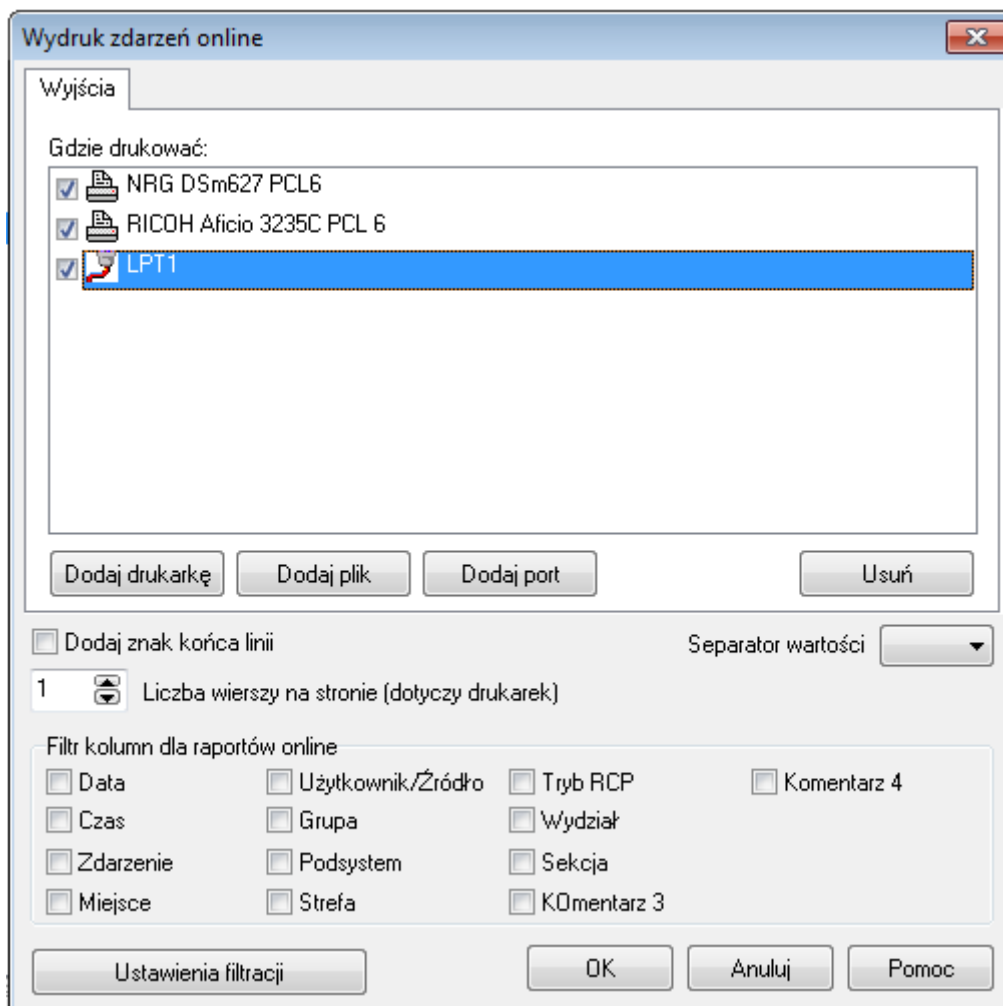 Wydruk zdarzeń online
Wyjścia
Gdzie drukować:
NRG DSm627 PCL6
RICOH Aficio 3235C PCL 6
LPT1
Dodaj drukarkę Dodaj plik Dodaj port Usuń
Dodaj znak końca linii Separator wartości
1 Liczba wierszy na stronie (dotyczy drukarek)
Filtr kolumn dla raportów online
Data Użytkownik/Źródło Tryb RCP Komentarz 4
Czas Grupa Wydział
Zdarzenie Podsystem Sekcja
Miejsce Strefa KOmentarz 3
Ustawienia filtracji OK Anuluj Pomoc